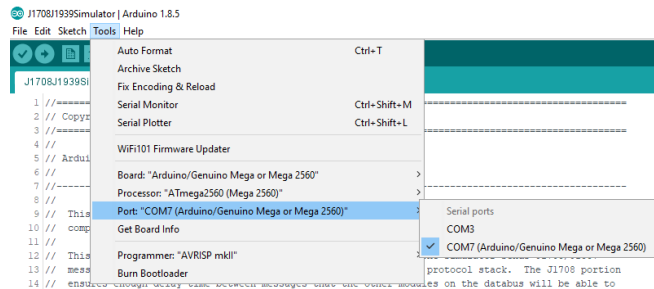 J1708J1939Simulator | Arduino 1.8.5
File Edit Sketch Tools Help
J1708J1939Si
Auto Format Ctrl+T
Archive Sketch
Fix Encoding & Reload
Serial Monitor Ctrl+Shift+M
Serial Plotter Ctrl+Shift+L
WiFi101 Firmware Updater
Board: "Arduino/Genuino Mega or Mega 2560"
Processor: "ATmega2560 (Mega 2560)"
Port: "COM7 (Arduino/Genuino Mega or Mega 2560)"
Get Board Info
Programmer: "AVRISP mkII"
Burn Bootloader
Serial ports
COM3
COM7 (Arduino/Genuino Mega or Mega 2560)
1 //=====
2 // Copyr
3 //=====
4 //
5 // Ardui
6 //
7 //-----
8 //
9 // This
10 // comp
11 //
12 // This
13 // mess protocol stack. The J1708 portion
14 // ensures enough delay time between messages that the other modules on the databus will be able to